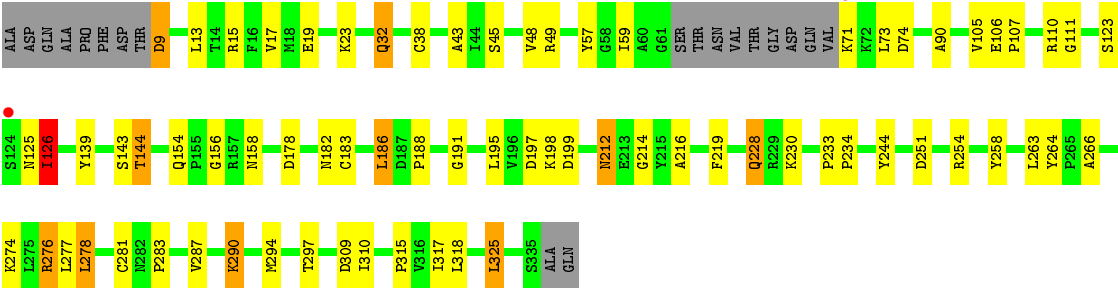 ALA ASP GLN ALA PRO PHE ASP THR D9 L13 T14 R15 F16 V17 M18 E19 K23 Q32 C38 A43 I44 S45 V48 R49 Y57 G58 I59 A60 G61 SER THR ASN VAL THR GLY ASP GLN VAL K71 K72 L73 D74 A90 V105 E106 P107 R110 G111 S123
S124 N125 I126 Y139 S143 T144 Q154 P155 G156 R157 N158 D178 N182 C183 L186 D187 P188 G191 L195 V196 D197 K198 D199 N212 E213 G214 Y215 A216 F219 Q228 R229 K230 P233 P234 Y244 D251 R254 Y258 L263 Y264 P265 A266
K274 L275 R276 L277 L278 C281 N282 P283 V287 K290 M294 T297 D309 I310 P315 V316 I317 L318 L325 S335 ALA GLN